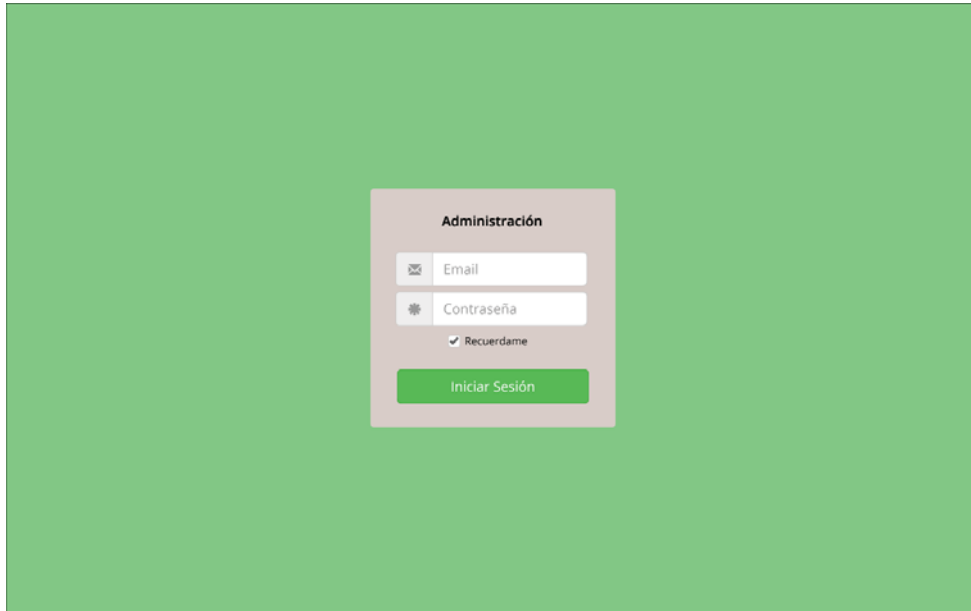 Administración
Email
Contraseña
Recuerdame
Iniciar Sesión